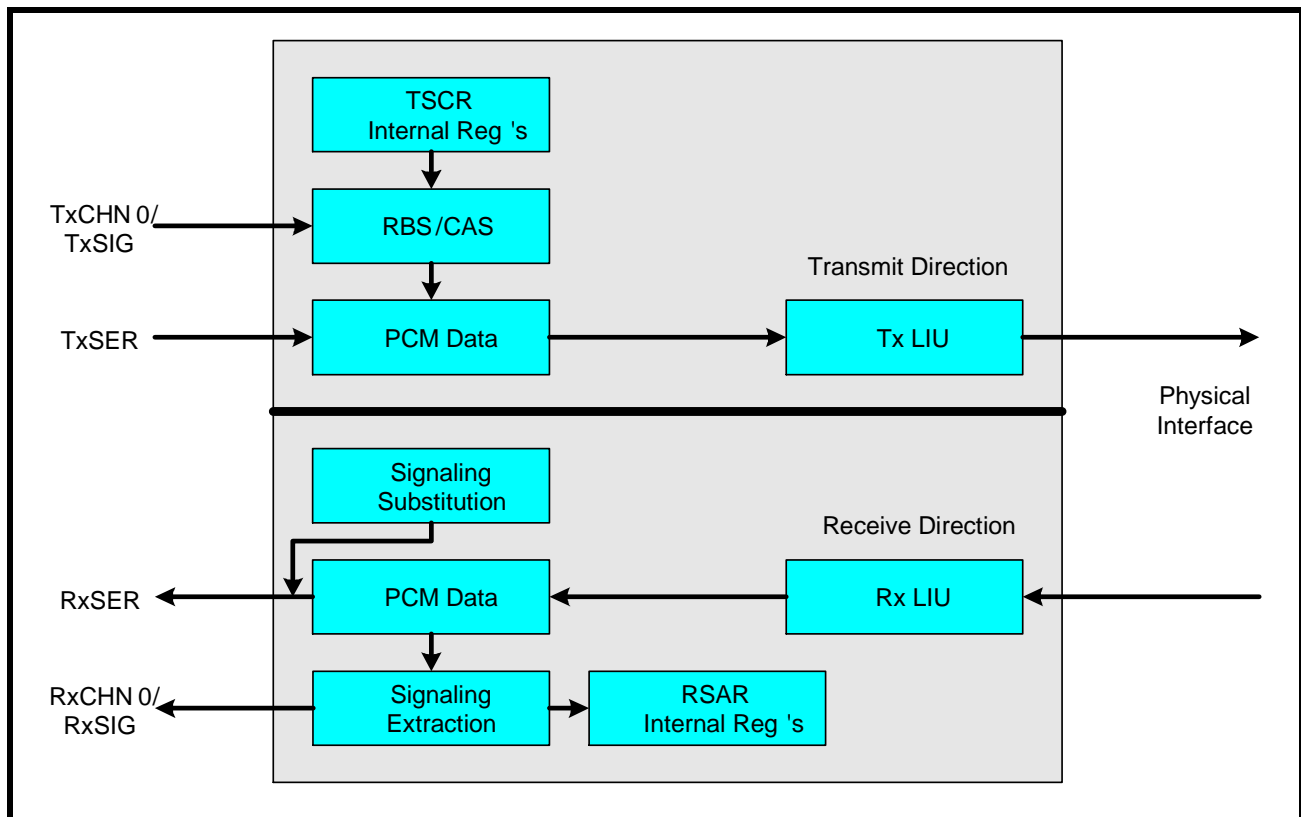 TSCR
Internal Reg 's
TxCHN 0/
TxSIG
RBS/CAS
Transmit Direction
TxSER
PCM Data
Tx LIU
Physical
Interface
Signaling
Substitution
Receive Direction
RxSER
PCM Data
Rx LIU
RxCHN 0/
RxSIG
Signaling
Extraction
RSAR
Internal Reg 's